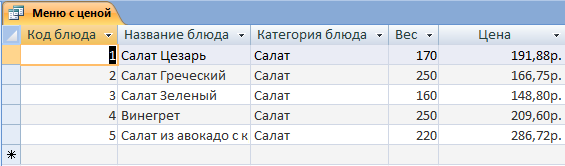 Меню с ценой
Код блюда Название блюда Категория блюда Вес Цена
1 Салат Цезарь Салат 170 191,88р.
2 Салат Греческий Салат 250 166,75р.
3 Салат Зеленый Салат 160 148,80р.
4 Винегрет Салат 250 209,60р.
5 Салат из авокадо с к Салат 220 286,72р.